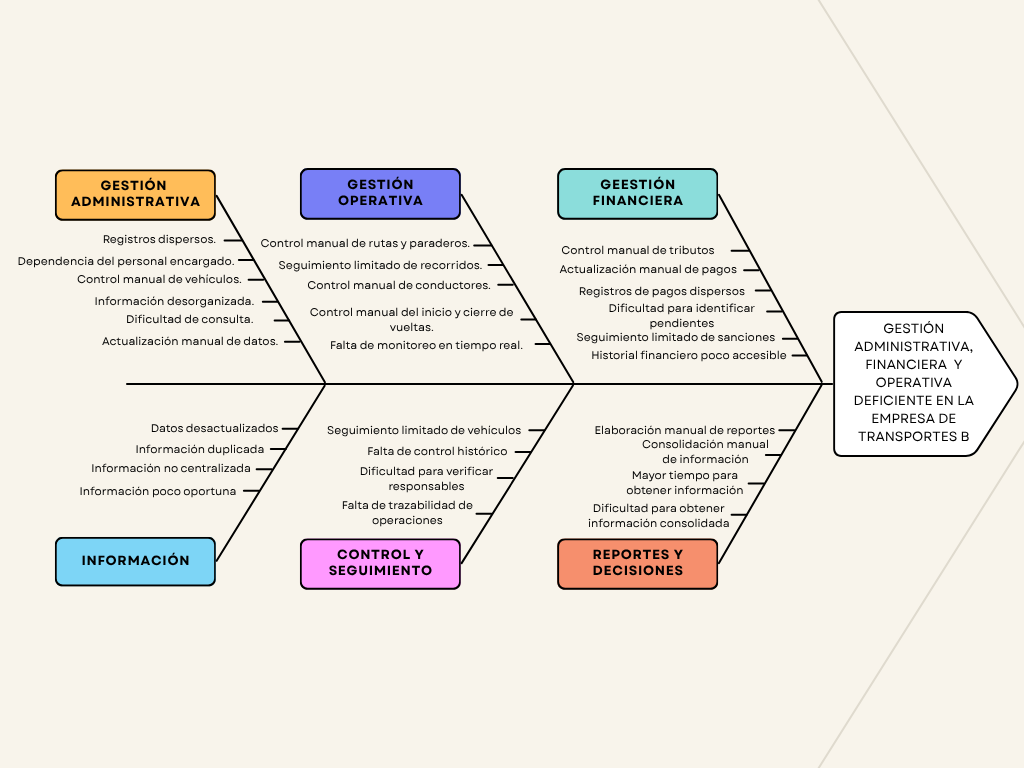 GESTIÓN
ADMINISTRATIVA
GESTIÓN
OPERATIVA
GEESTIÓN
FINANCIERA
Registros dispersos.
Dependencia del personal encargado.
Control manual de vehículos.
Información desorganizada.
Dificultad de consulta.
Actualización manual de datos.
Control manual de rutas y paraderos.
Seguimiento limitado de recorridos.
Control manual de conductores.
Control manual del inicio y cierre de
vueltas.
Falta de monitoreo en tiempo real.
Control manual de tributos
Actualización manual de pagos
Registros de pagos dispersos
Dificultad para identificar
pendientes
Seguimiento limitado de sanciones
Historial financiero poco accesible
GESTIÓN
ADMINISTRATIVA,
FINANCIERA Y
OPERATIVA
DEFICIENTE EN LA
EMPRESA DE
TRANSPORTES B
Datos desactualizados
Información duplicada
Información no centralizada
Información poco oportuna
Seguimiento limitado de vehículos
Falta de control histórico
Dificultad para verificar
responsables
Falta de trazabilidad de
operaciones
Elaboración manual de reportes
Consolidación manual
de información
Mayor tiempo para
obtener información
Dificultad para obtener
información consolidada
INFORMACIÓN
CONTROL Y
SEGUIMIENTO
REPORTES Y
DECISIONES